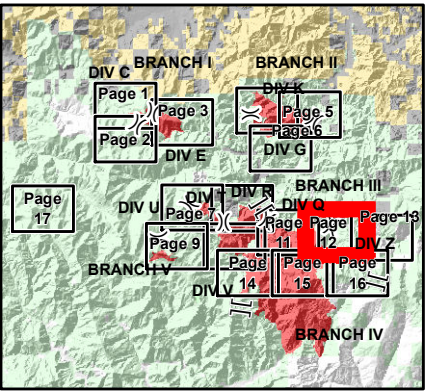 BRANCH I
BRANCH II
DIV C
DIV K
Page 1
Page 3
Page 5
Page 6
Page 2
DIV E
DIV G
BRANCH III
Page
17
DIV U
DIV R
DIV Q
Page 7
Page
11
Page
12
Page 13
Page 9
DIV Z
BRANCH V
DIV V
Page
14
Page
15
Page
16
BRANCH IV